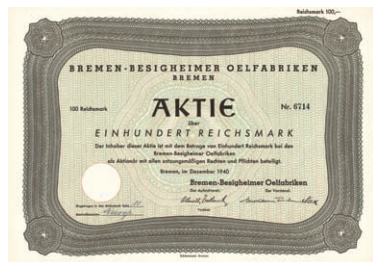 Reichsmark 100,—
BREMEN-BESIGHEIMER OELFABRIKEN
BREMEN
100 Reichsmark
AKTIE
Nr. 6714
über
EINHUNDERT REICHSMARK
Der Inhaber dieser Aktie ist mit dem Betrage von Einhundert Reichsmark bei den
Bremen-Besigheimer Oelfabriken
als Aktionär mit allen satzungsmäßigen Rechten und Pflichten beteiligt.
Bremen, im Dezember 1940
Bremen-Besigheimer Oelfabriken
Der Aufsichtsrat: Der Vorstand: